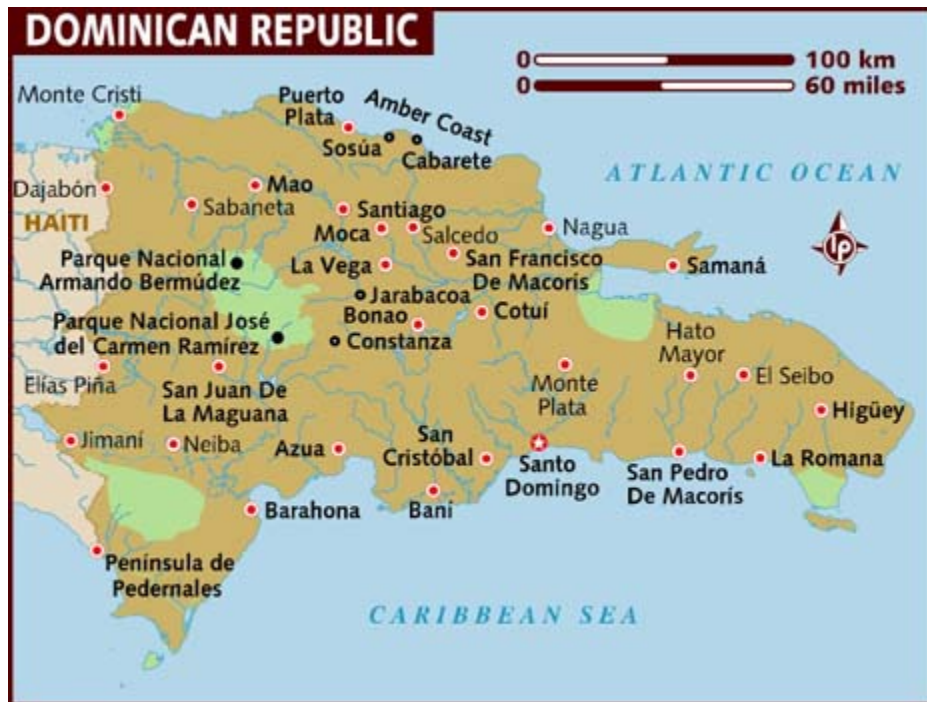 DOMINICAN REPUBLIC
0 100 km
0 60 miles
Monte Cristi
Puerto
Plata
Amber Coast
Sosúa
Cabarete
ATLANTIC OCEAN
Dajabón
Mao
Sabaneta
HAITI
Santiago
Moca
Salcedo
Nagua
lp
Parque Nacional
Armando Bermúdez
La Vega
San Francisco
De Macorís
Samaná
Jarabacoa
Bonao
Cotuí
Parque Nacional José
del Carmen Ramírez
Constanza
Hato
Mayor
Elías Piña
San Juan De
La Maguana
Monte
Plata
El Seibo
Higüey
Jimaní
Neiba
Azua
San
Cristóbal
Santo
Domingo
San Pedro
De Macorís
La Romana
Baní
Barahona
Península de
Pedernales
CARIBBEAN SEA